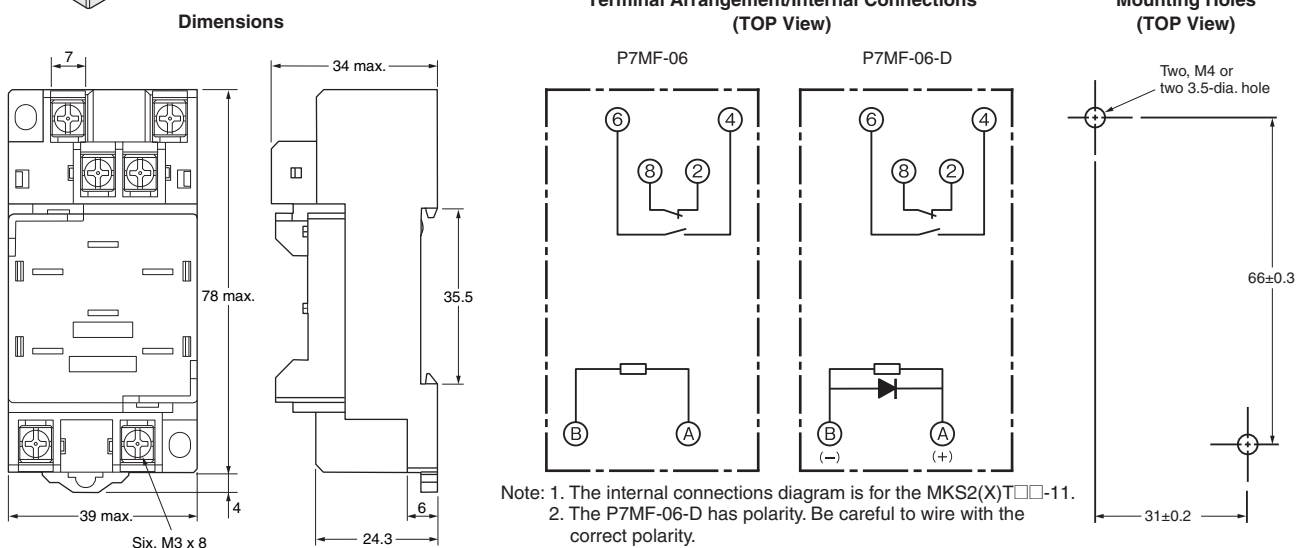 Dimensions
7
34 max.
78 max.
35.5
4
39 max.
6
24.3
Six, M3 x 8
Terminal Arrangement/Internal Connections
(TOP View)
P7MF-06
P7MF-06-D
6
4
8
2
B
A
6
4
8
2
B
A
(−)
(+)
Note: 1. The internal connections diagram is for the MKS2(X)T□□-11.
2. The P7MF-06-D has polarity. Be careful to wire with the
correct polarity.
Mounting Holes
(TOP View)
Two, M4 or
two 3.5-dia. hole
66±0.3
31±0.2